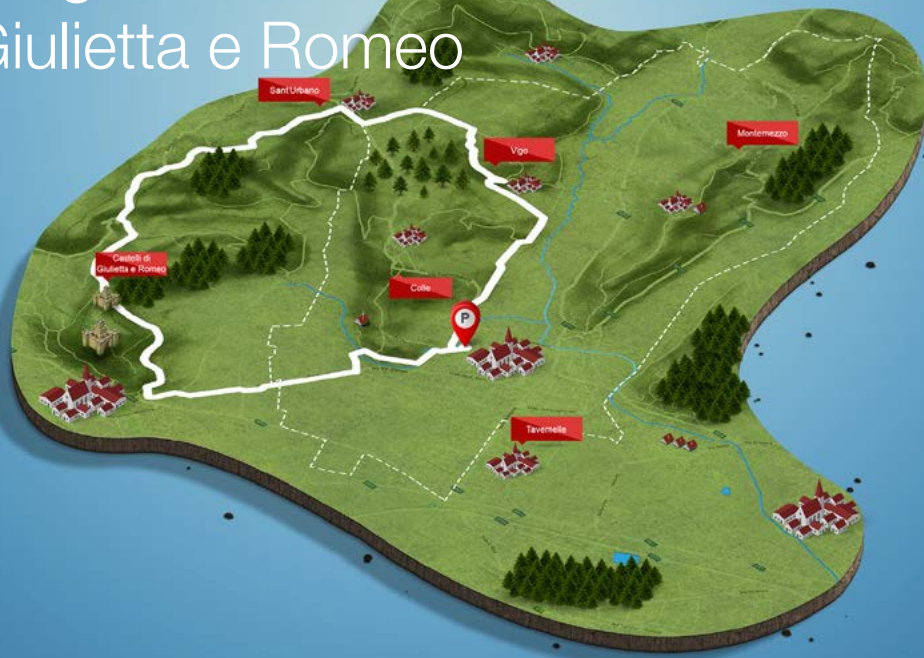 Giulietta e Romeo
Sant'Urbano
Vigo
Montemezzo
Castelli di
Giulietta e Romeo
Colle
P
Tavernelle